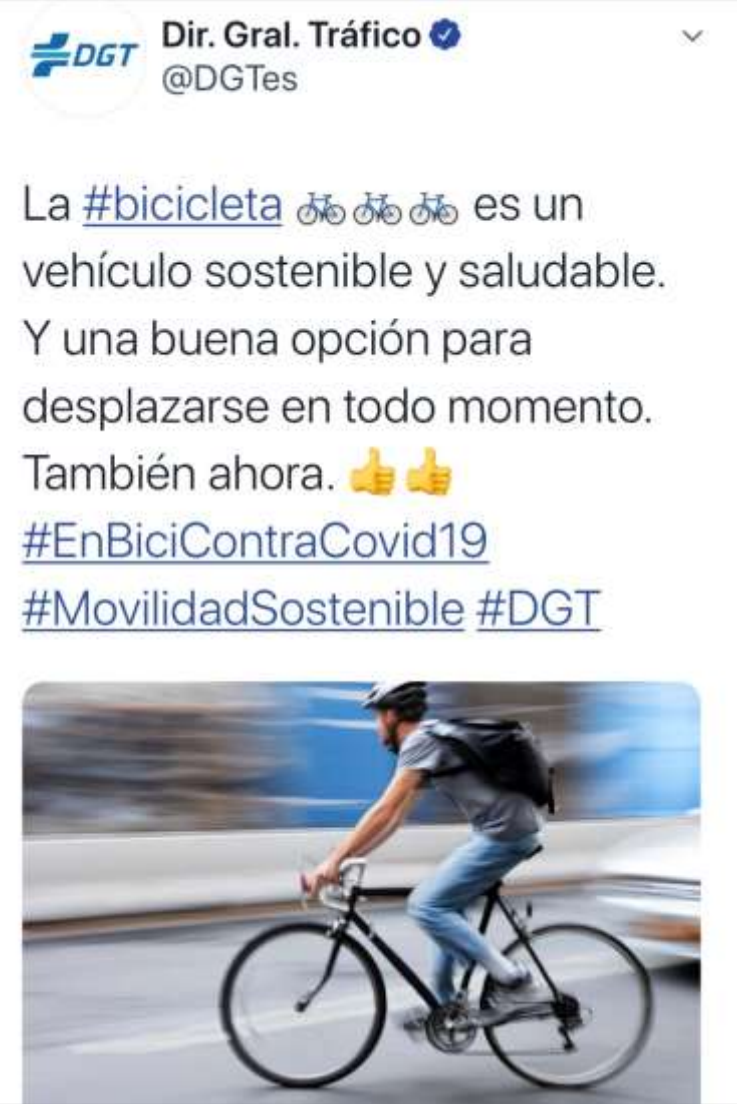 DGT
Dir. Gral. Tráfico
@DGTes
La #bicicleta 🚲🚲🚲 es un
vehículo sostenible y saludable.
Y una buena opción para
desplazarse en todo momento.
También ahora. 👍👍
#EnBiciContraCovid19
#MovilidadSostenible #DGT